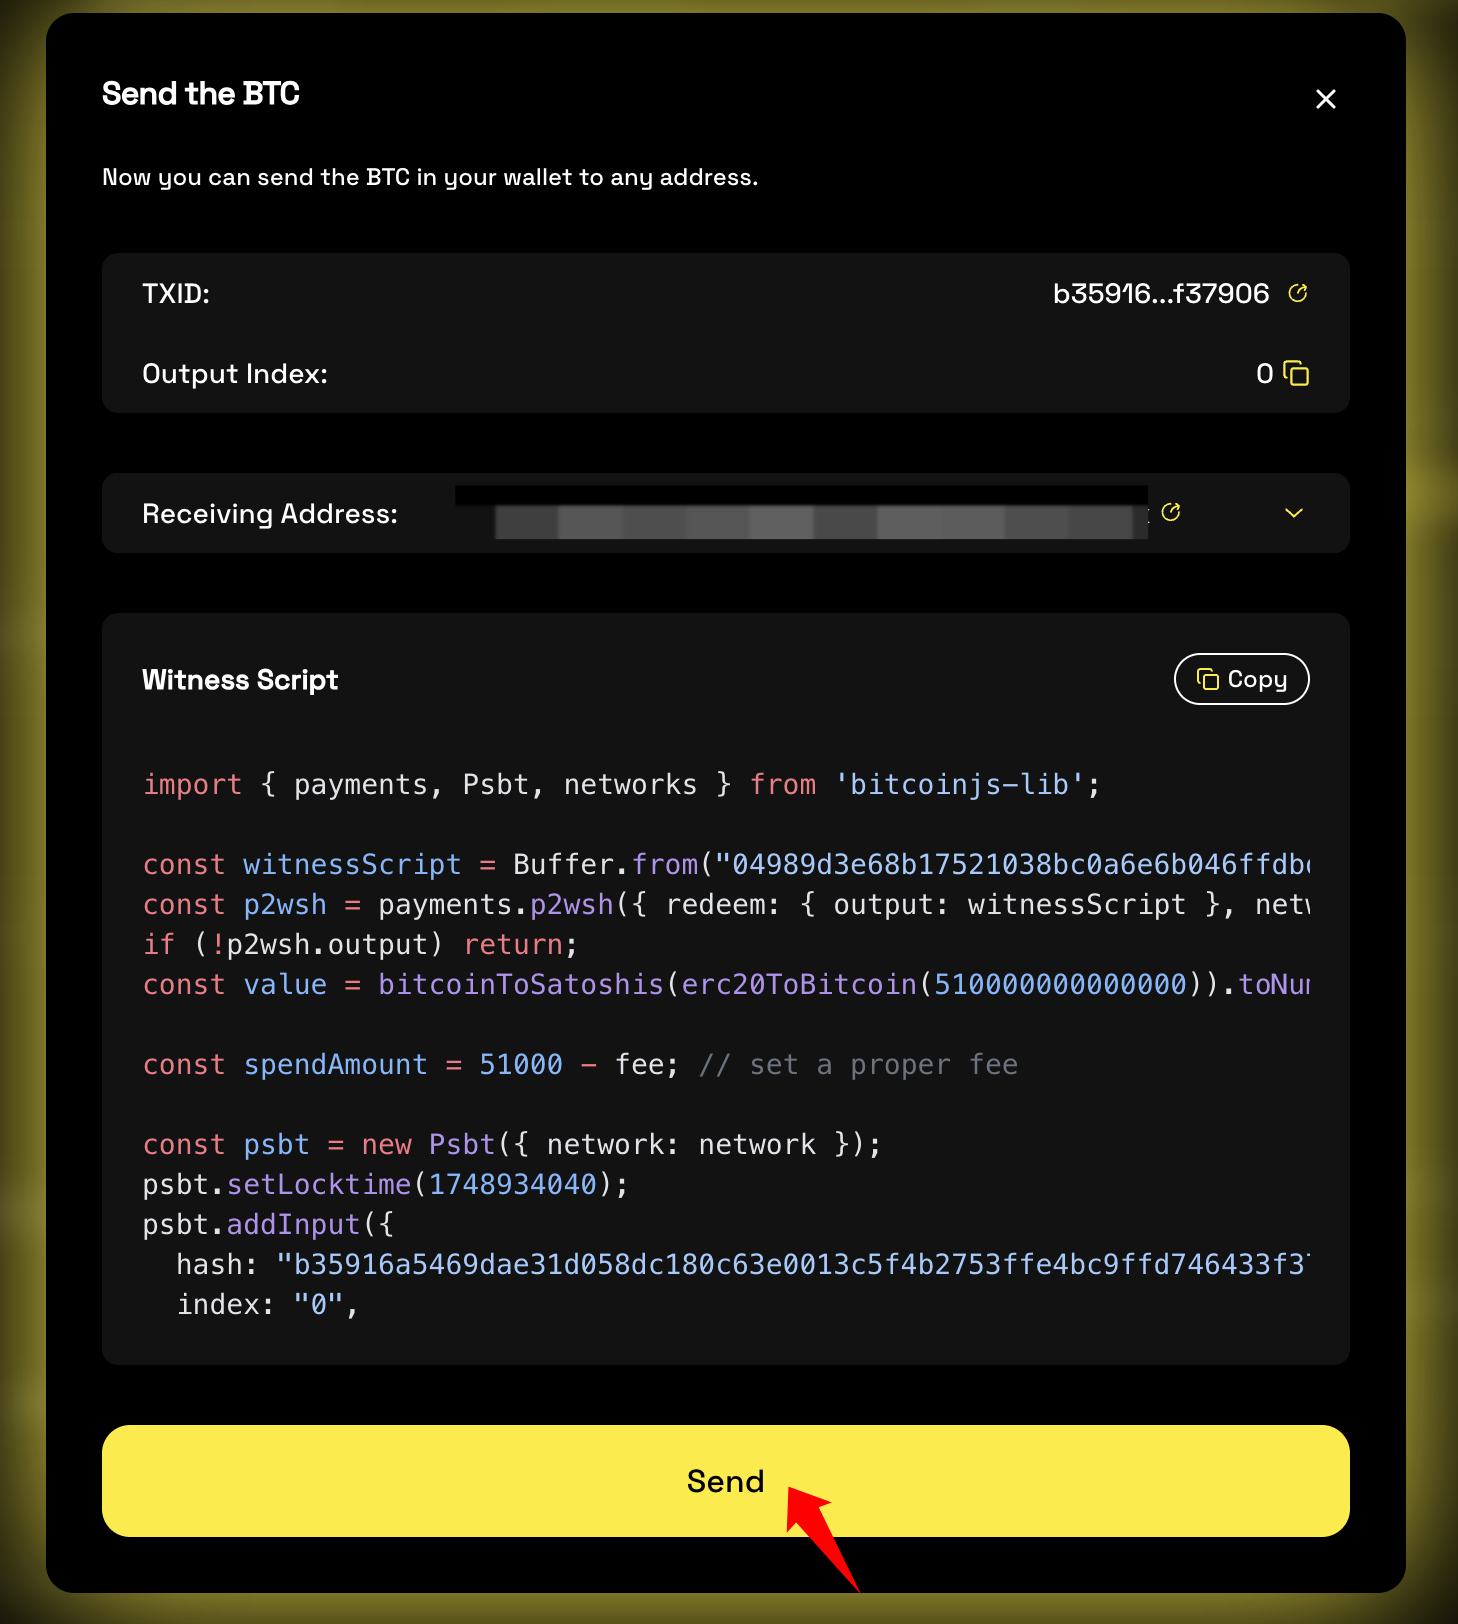 Send the BTC
Now you can send the BTC in your wallet to any address.
TXID: b35916...f37906
Output Index: 0
Receiving Address:
Witness Script
Copy
import { payments, Psbt, networks } from 'bitcoinjs-lib';
const witnessScript = Buffer.from("04989d3e68b17521038bc0a6e6b046ffdb
const p2wsh = payments.p2wsh({ redeem: { output: witnessScript }, netw
if (!p2wsh.output) return;
const value = bitcoinToSatoshis(erc20ToBitcoin(510000000000000)).toNu
const spendAmount = 51000 - fee; // set a proper fee
const psbt = new Psbt({ network: network });
psbt.setLocktime(1748934040);
psbt.addInput({
hash: "b35916a5469dae31d058dc180c63e0013c5f4b2753ffe4bc9ffd746433f37
index: "0",
Send